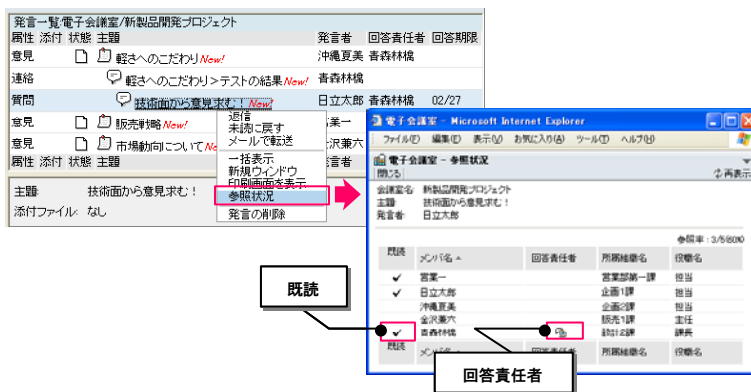 発言一覧:電子会議室/新製品開発プロジェクト
属性 添付 状態 主題 発言者 回答責任者 回答期限
意見 軽さへのこだわり New! 沖縄夏美 青森林檎
連絡 軽さへのこだわり>テストの結果 New! 青森林檎
質問 技術面から意見求む! New! 日立太郎 青森林檎 02/27
意見 販売戦略 New!
意見 市場動向について
属性 添付 状態 主題
返信
未読に戻す
メールで転送
一括表示
新規ウィンドウ
印刷画面を表示
参照状況
発言の削除
主題: 技術面から意見求む!
添付ファイル: なし
電子会議室 - Microsoft Internet Explorer
ファイル(F) 編集(E) 表示(V) お気に入り(A) ツール(T) ヘルプ(H)
電子会議室 - 参照状況
閉じる 再表示
会議室名 新製品開発プロジェクト
主題 技術面から意見求む!
発言者 日立太郎
参照率:3/5(60%)
既読 メンバ名 回答責任者 所属組織名 役職名
営業一 営業部第一課 担当
日立太郎 企画1課 担当
沖縄夏美 企画2課 担当
金沢兼六 販売1課 主任
青森林檎 設計2課 課長
既読 メンバ名 回答責任者 所属組織名 役職名
既読
回答責任者